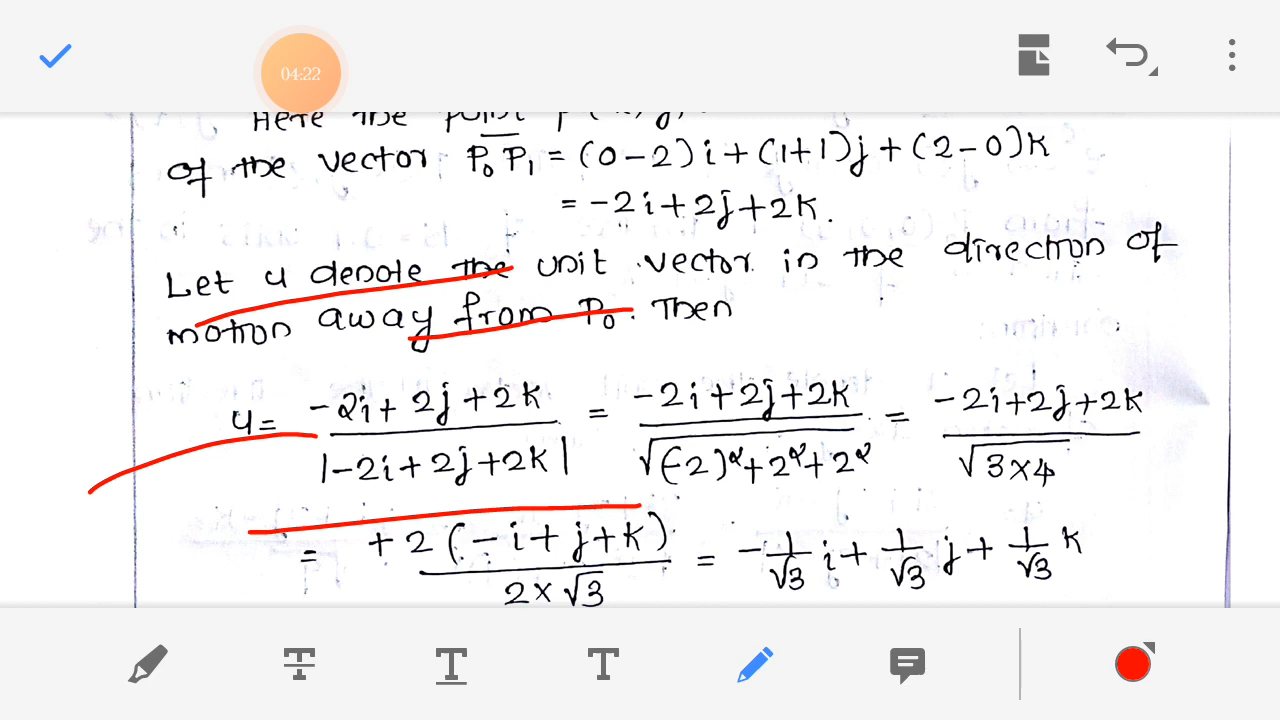 04:22
Here the point P
of the vector P₀P₁ = (0-2)i+(1+1)j+(2-0)k
= -2i+2j+2k.
Let u denote the unit vector in the direction of
motion away from P₀. Then
u= -2i+2j+2k / |-2i+2j+2k| = -2i+2j+2k / √(-2)²+2²+2² = -2i+2j+2k / √3×4
= +2(-i+j+k) / 2×√3 = -1/√3 i+1/√3 j+1/√3 k
T T T